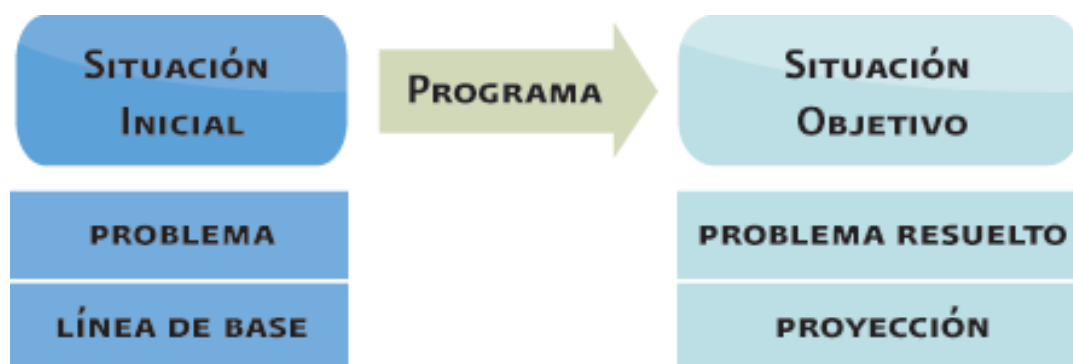 Situación
Inicial
Programa
Situación
Objetivo
PROBLEMA
PROBLEMA RESUELTO
LÍNEA DE BASE
PROYECCIÓN